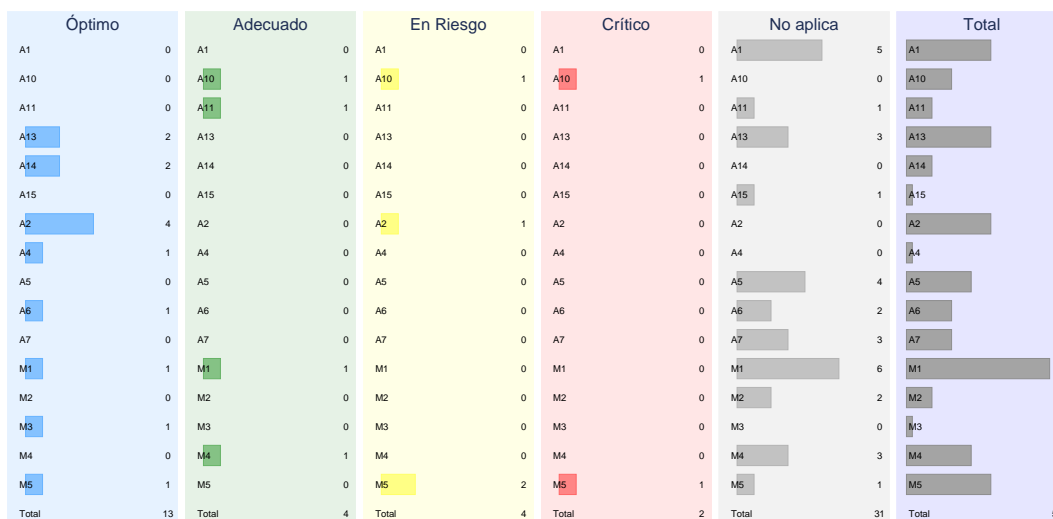 Óptimo Adecuado En Riesgo Crítico No aplica Total
A1 0 A1 0 A1 0 A1 0 A1 5 A1
A10 0 A10 1 A10 1 A10 1 A10 0 A10
A11 0 A11 1 A11 0 A11 0 A11 1 A11
A13 2 A13 0 A13 0 A13 0 A13 3 A13
A14 2 A14 0 A14 0 A14 0 A14 0 A14
A15 0 A15 0 A15 0 A15 0 A15 1 A15
A2 4 A2 0 A2 1 A2 0 A2 0 A2
A4 1 A4 0 A4 0 A4 0 A4 0 A4
A5 0 A5 0 A5 0 A5 0 A5 4 A5
A6 1 A6 0 A6 0 A6 0 A6 2 A6
A7 0 A7 0 A7 0 A7 0 A7 3 A7
M1 1 M1 1 M1 0 M1 0 M1 6 M1
M2 0 M2 0 M2 0 M2 0 M2 2 M2
M3 1 M3 0 M3 0 M3 0 M3 0 M3
M4 0 M4 1 M4 0 M4 0 M4 3 M4
M5 1 M5 0 M5 2 M5 1 M5 1 M5
Total 13 Total 4 Total 4 Total 2 Total 31 Total